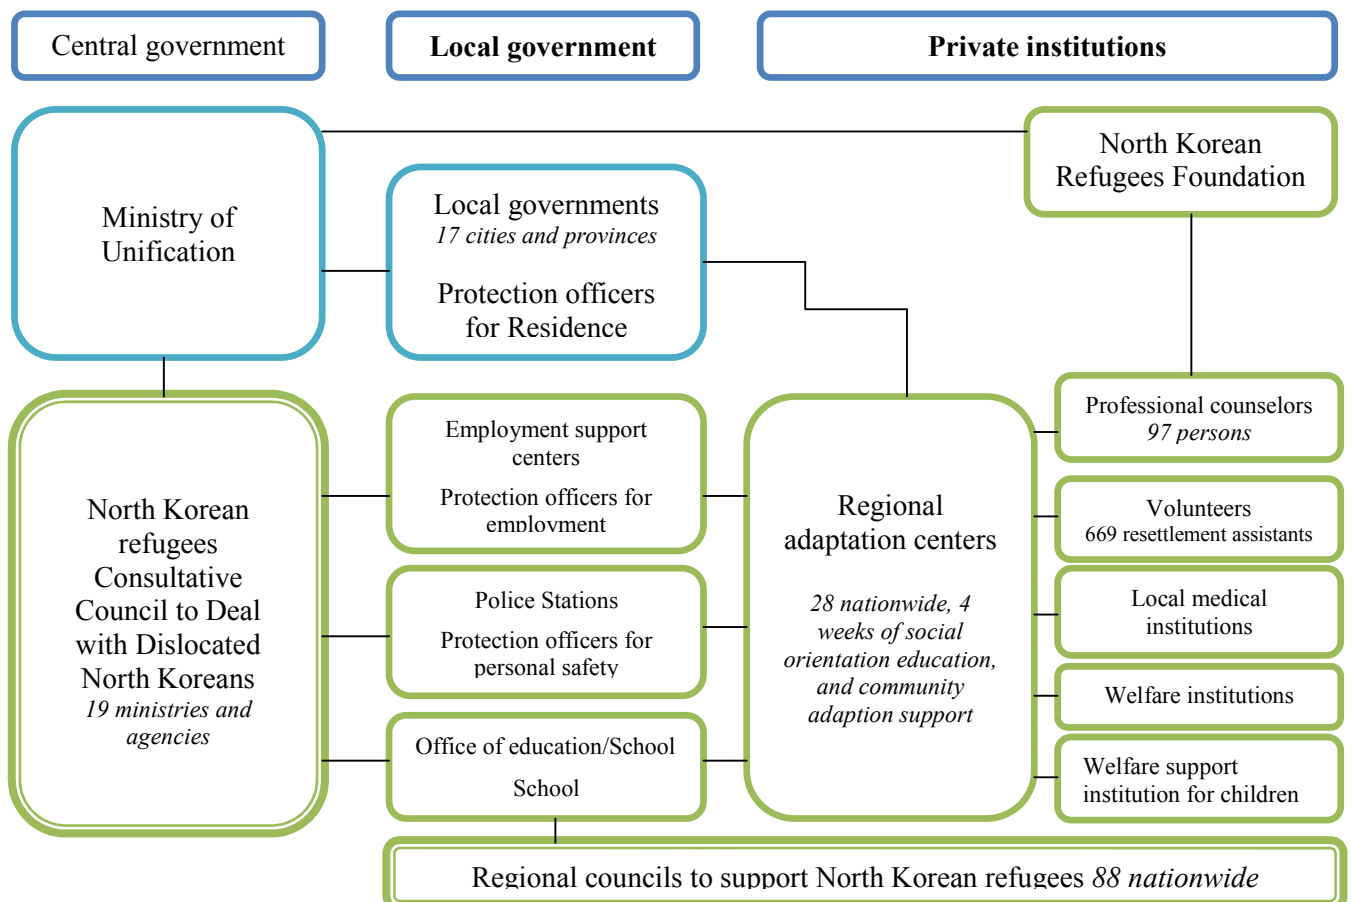 Central government
Local government
Private institutions
Ministry of
Unification
Local governments
17 cities and provinces
Protection officers
for Residence
North Korean
Refugees Foundation
North Korean
refugees
Consultative
Council to Deal
with Dislocated
North Koreans
19 ministries and
agencies
Employment support
centers
Protection officers for
employment
Police Stations
Protection officers for
personal safety
Office of education/School
School
Regional
adaptation centers
28 nationwide, 4
weeks of social
orientation education,
and community
adaption support
Professional counselors
97 persons
Volunteers
669 resettlement assistants
Local medical
institutions
Welfare institutions
Welfare support
institution for children
Regional councils to support North Korean refugees 88 nationwide